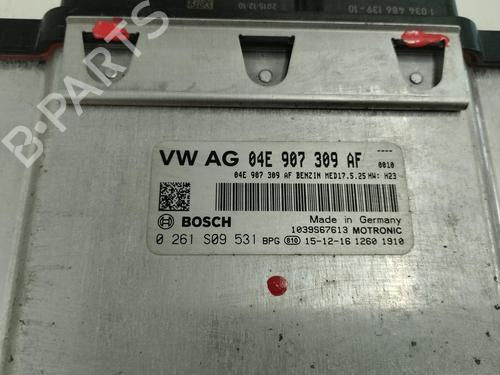 2015-12-10
1 034 486 139-10
VW AG 04E 907 309 AF ----
0010
04E 907 309 AF BENZIN MED17.5.25 HW: H23
BOSCH
Made in Germany
1039S67613 MOTRONIC
0 261 S09 531 BPG 810 15-12-16 1260 1910
B-PARTS